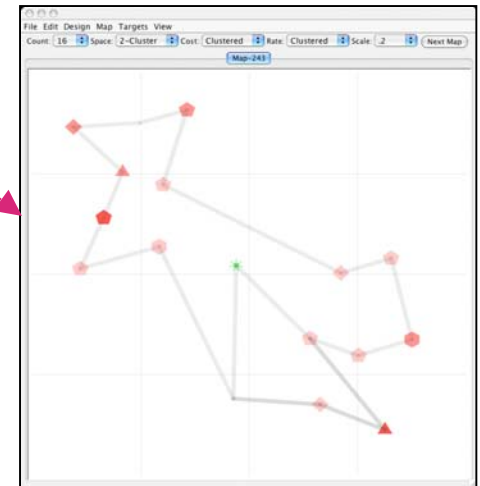 File Edit Design Map Targets View
Count: 16 Space: 2-Cluster Cost: Clustered Rate: Clustered Scale: .2 Next Map
Map-243